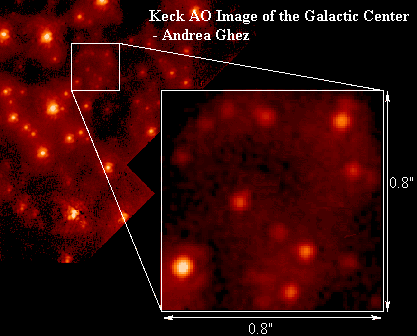 Keck AO Image of the Galactic Center
- Andrea Ghez
0.8"
0.8"